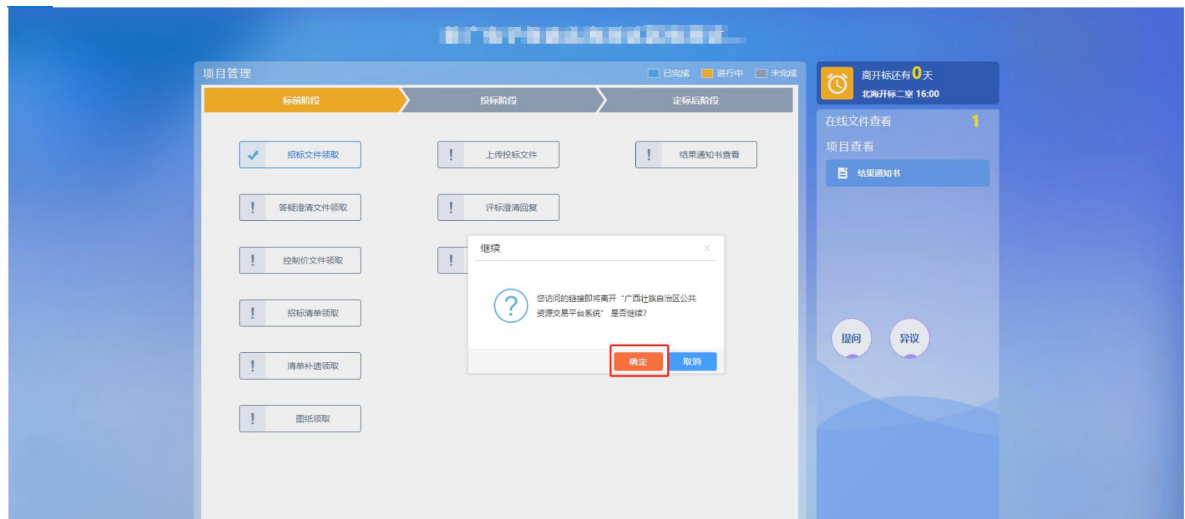 项目管理
已完成 进行中 未完成
标前阶段 投标阶段 定标后阶段
招标文件领取 上传投标文件 结果通知书查看
答疑澄清文件领取 评标澄清回复
控制价文件领取
招标清单领取
清单补遗领取
图纸领取
继续
您访问的链接即将离开“广西壮族自治区公共
资源交易平台系统” 是否继续?
确定 取消
离开标还有0天
北海开标二室 16:00
在线文件查看 1
项目查看
结果通知书
提问 异议